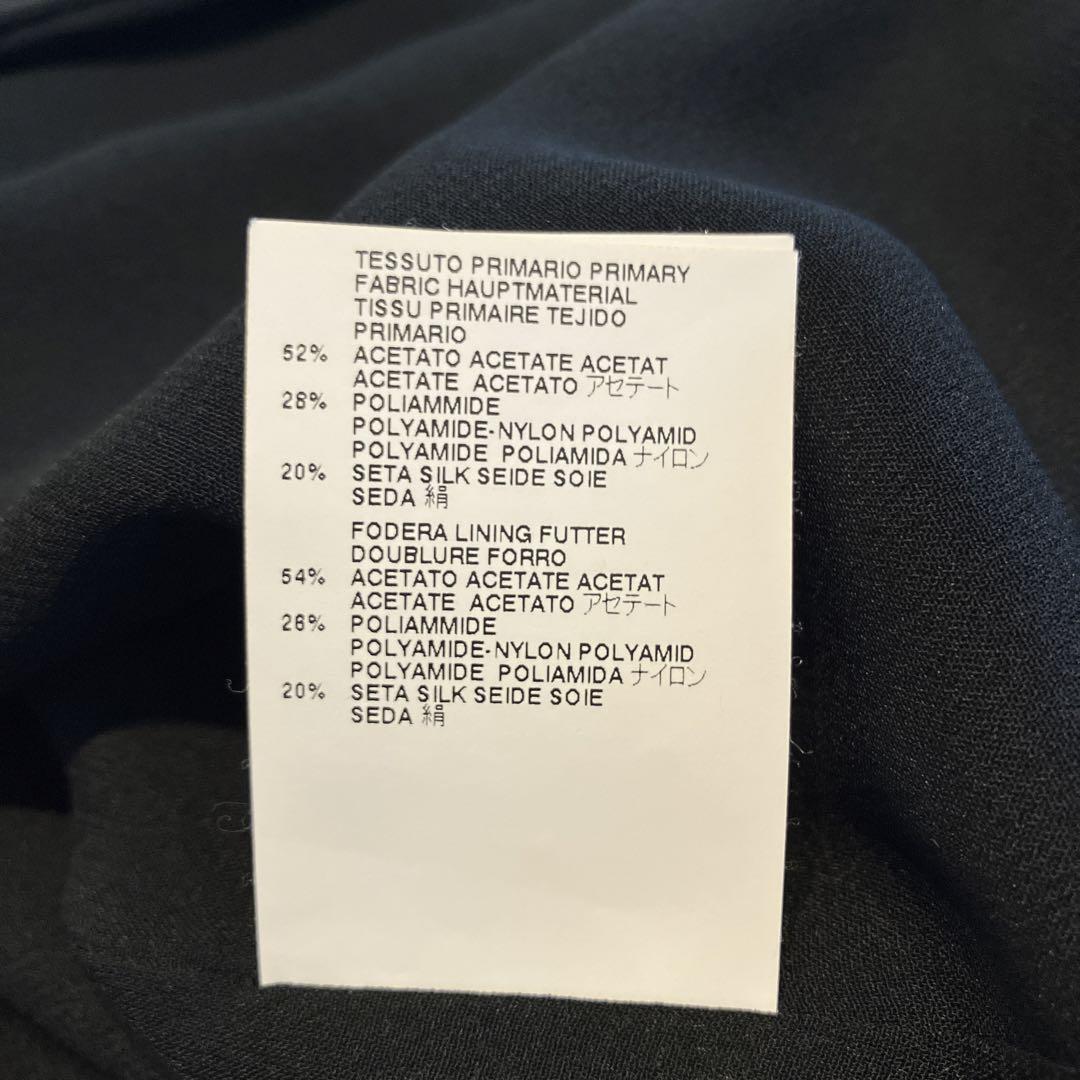 TESSUTO PRIMARIO PRIMARY
FABRIC HAUPTMATERIAL
TISSU PRIMAIRE TEJIDO
PRIMARIO
52% ACETATO ACETATE ACETAT
ACETATE ACETATO アセテート
28% POLIAMMIDE
POLYAMIDE-NYLON POLYAMID
POLYAMIDE POLIAMIDA ナイロン
20% SETA SILK SEIDE SOIE
SEDA 絹
FODERA LINING FUTTER
DOUBLURE FORRO
54% ACETATO ACETATE ACETAT
ACETATE ACETATO アセテート
26% POLIAMMIDE
POLYAMIDE-NYLON POLYAMID
POLYAMIDE POLIAMIDA ナイロン
20% SETA SILK SEIDE SOIE
SEDA 絹